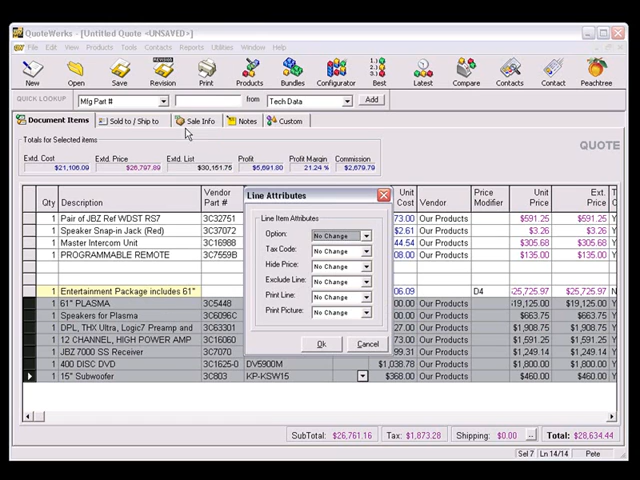 QuoteWorks - [Untitled Quote <UNSAVED>]
File Edit View Products Tools Contacts Reports Utilities Window Help
New Open Save Revision Print Products Bundles Configurator Best Latest Compare Contacts Contact Peachtree
QUICK LOOKUP Mfg Part # from Tech Data Add
Document Items Sold to / Ship to Sale Info Notes Custom
Totals for Selected items
Extd. Cost Extd. Price Extd. List Profit Profit Margin Commission
$21,106.09 $26,797.89 $30,151.75 $5,691.80 21.24 % $2,679.79
QUOTE
Qty Description Vendor Part # Unit Cost Vendor Price Modifier Unit Price Ext. Price
1 Pair of JBZ Ref WDST RS7 3C32751 73.00 Our Products $591.25 $591.25
1 Speaker Snap-in Jack (Red) 3C37072 $2.61 Our Products $3.26 $3.26
1 Master Intercom Unit 3C16988 44.54 Our Products $305.68 $305.68
1 PROGRAMMABLE REMOTE 3C7559B Our Products
1 Entertainment Package includes 61" 06.09 D4 $25,725.97 $25,725.97 N
1 61" PLASMA 3C5448 00.00 Our Products $19,125.00 $19,125.00
1 Speakers for Plasma 3C6096C Our Products $663.75 $663.75
1 DPL, THX Ultra, Logic7 Preamp and 3C63301 Our Products $1,908.75 $1,908.75
1 12 CHANNEL, HIGH POWER AMP 3C16060 Our Products $1,519.25 $1,519.25
1 JBZ 7000 SS Receiver 3C7070 99.31 Our Products $1,249.14 $1,249.14
1 400 DISC DVD 3C1625-0 DV5900M $1,038.78 Our Products $1,800.00 $1,800.00
1 15" Subwoofer 3C803 KP-KSW15 $368.00 Our Products $460.00 $460.00
Line Attributes
Line Item Attributes
Option: No Change
Tax Code: No Change
Hide Price: No Change
Exclude Line: No Change
Print Line: No Change
Print Picture: No Change
Ok Cancel
SubTotal: $26,761.16 Tax: $1,873.28 Shipping: $0.00 ... Total: $28,634.44
Sel 7 Ln 14/14 Pete